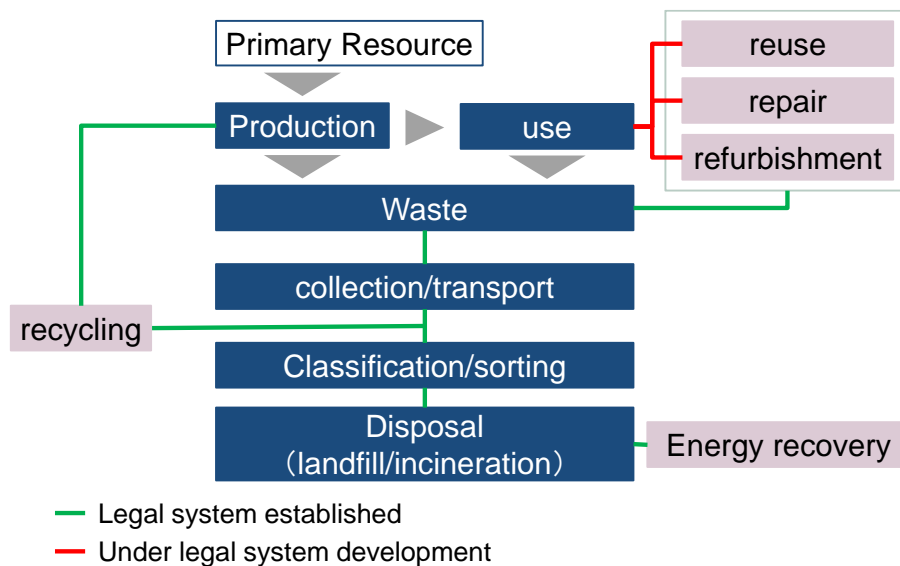 Primary Resource
reuse
repair
refurbishment
Production
use
Waste
collection/transport
recycling
Classification/sorting
Disposal
（landfill/incineration）
Energy recovery
Legal system established
Under legal system development